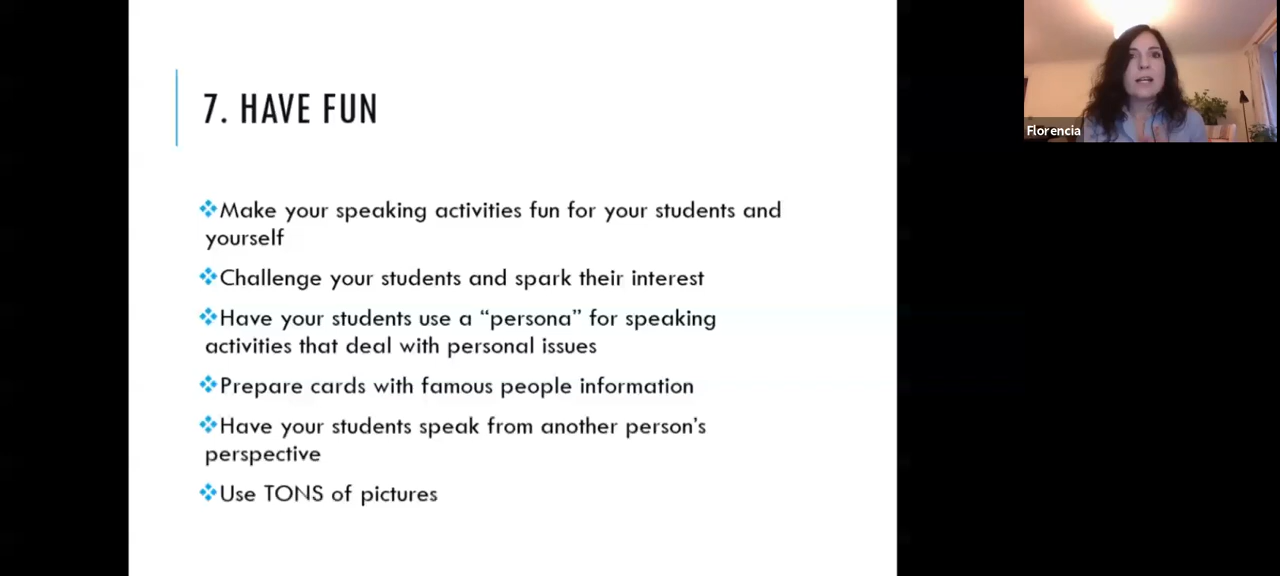 7. HAVE FUN
Make your speaking activities fun for your students and
yourself
Challenge your students and spark their interest
Have your students use a “persona” for speaking
activities that deal with personal issues
Prepare cards with famous people information
Have your students speak from another person’s
perspective
Use TONS of pictures
Florencia